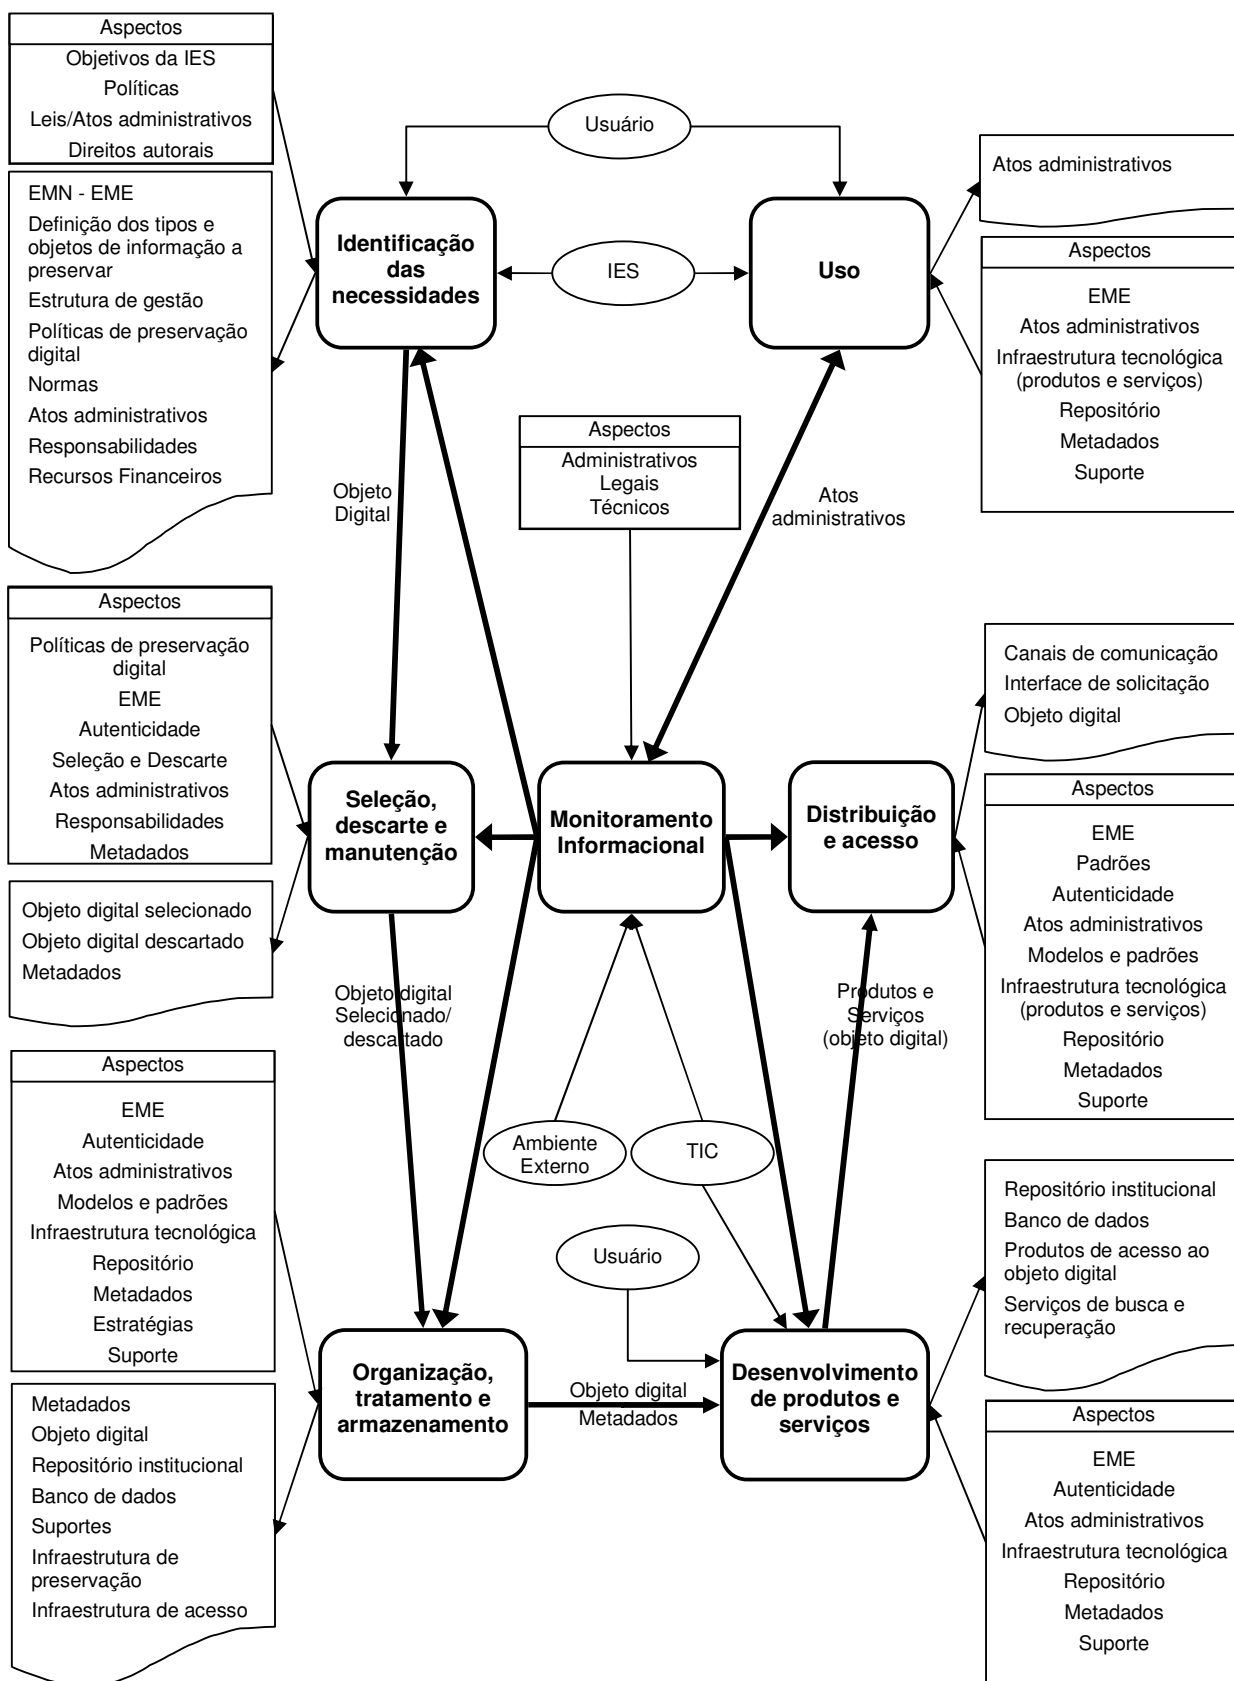 Aspectos
Objetivos da IES
Políticas
Leis/Atos administrativos
Direitos autorais
EMN - EME
Definição dos tipos e
objetos de informação a
preservar
Estrutura de gestão
Políticas de preservação
digital
Normas
Atos administrativos
Responsabilidades
Recursos Financeiros
Usuário
IES
Identificação
das
necessidades
Uso
Atos administrativos
Aspectos
EME
Atos administrativos
Infraestrutura tecnológica
(produtos e serviços)
Repositório
Metadados
Suporte
Aspectos
Administrativos
Legais
Técnicos
Objeto
Digital
Atos
administrativos
Aspectos
Políticas de preservação
digital
EME
Autenticidade
Seleção e Descarte
Atos administrativos
Responsabilidades
Metadados
Objeto digital selecionado
Objeto digital descartado
Metadados
Seleção,
descarte e
manutenção
Monitoramento
Informacional
Distribuição
e acesso
Canais de comunicação
Interface de solicitação
Objeto digital
Aspectos
EME
Padrões
Autenticidade
Atos administrativos
Modelos e padrões
Infraestrutura tecnológica
(produtos e serviços)
Repositório
Metadados
Suporte
Objeto digital
Selecionado/
descartado
Produtos e
Serviços
(objeto digital)
Ambiente
Externo
TIC
Usuário
Aspectos
EME
Autenticidade
Atos administrativos
Modelos e padrões
Infraestrutura tecnológica
Repositório
Metadados
Estratégias
Suporte
Metadados
Objeto digital
Repositório institucional
Banco de dados
Suportes
Infraestrutura de
preservação
Infraestrutura de acesso
Organização,
tratamento e
armazenamento
Objeto digital
Metadados
Desenvolvimento
de produtos e
serviços
Repositório institucional
Banco de dados
Produtos de acesso ao
objeto digital
Serviços de busca e
recuperação
Aspectos
EME
Autenticidade
Atos administrativos
Infraestrutura tecnológica
Repositório
Metadados
Suporte